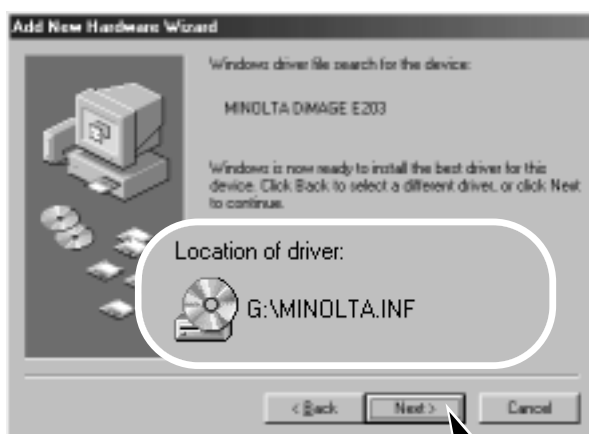 Add New Hardware Wizard
Windows driver file search for the device:
MINOLTA DiMAGE E203
Windows is now ready to install the best driver for this
device. Click Back to select a different driver, or click Next
to continue.
Location of driver:
G:\MINOLTA.INF
< Back
Next >
Cancel